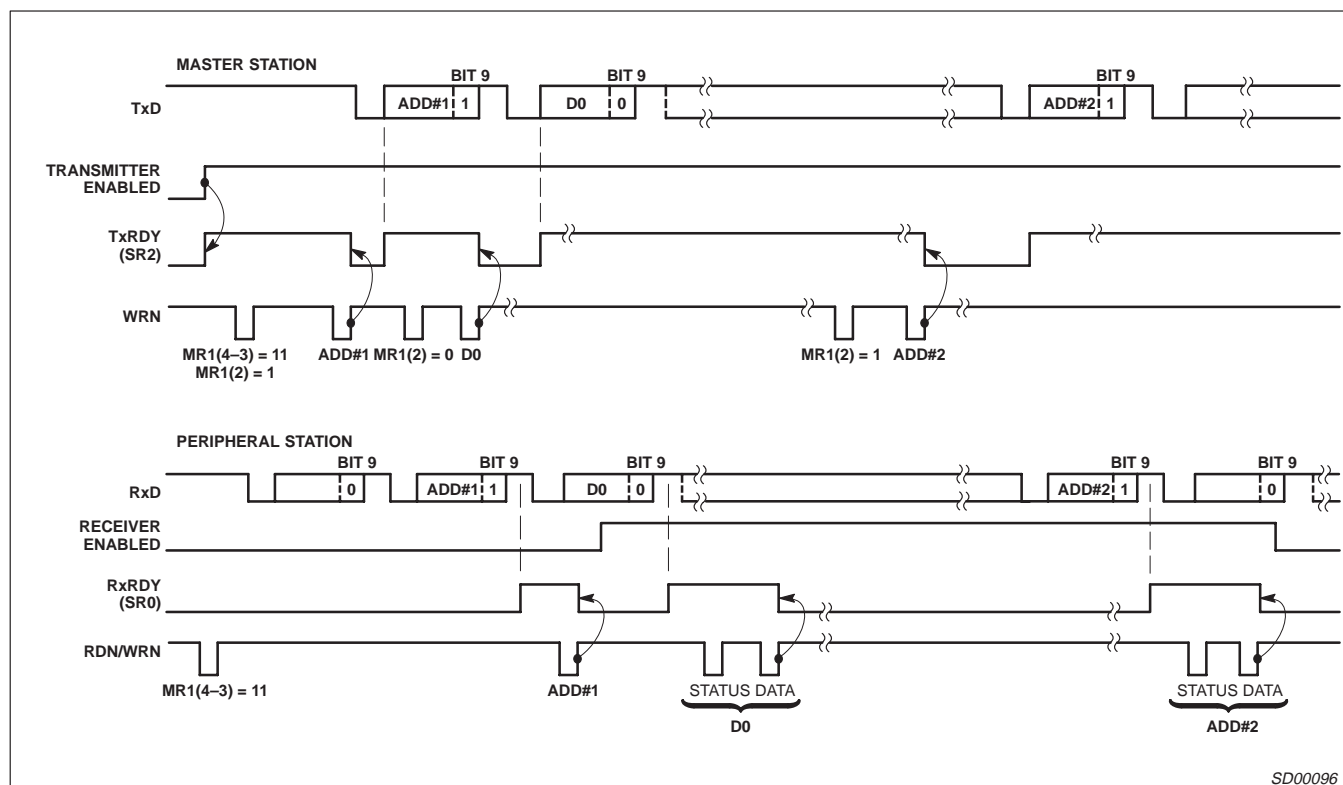 MASTER STATION
BIT 9 BIT 9 BIT 9
TxD ADD#1 1 D0 0 ADD#2 1
TRANSMITTER
ENABLED
TxRDY
(SR2)
WRN
MR1(4–3) = 11 ADD#1 MR1(2) = 0 D0 MR1(2) = 1 ADD#2
MR1(2) = 1
PERIPHERAL STATION
BIT 9 BIT 9 BIT 9 BIT 9 BIT 9
RxD 0 ADD#1 1 D0 0 ADD#2 1 0
RECEIVER
ENABLED
RxRDY
(SR0)
RDN/WRN
MR1(4–3) = 11 ADD#1 STATUS DATA STATUS DATA
D0 ADD#2
SD00096